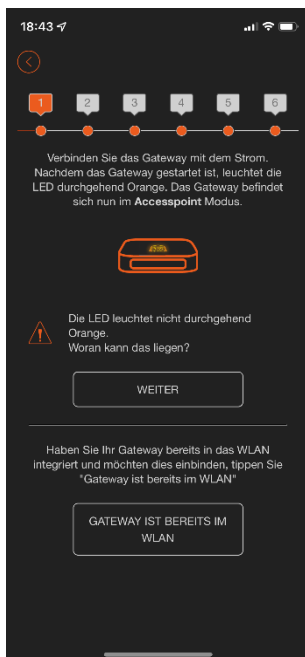 18:43
1 2 3 4 5 6
Verbinden Sie das Gateway mit dem Strom.
Nachdem das Gateway gestartet ist, leuchtet die
LED durchgehend Orange. Das Gateway befindet
sich nun im Accesspoint Modus.
Die LED leuchtet nicht durchgehend
Orange.
Woran kann das liegen?
WEITER
Haben Sie Ihr Gateway bereits in das WLAN
integriert und möchten dies einbinden, tippen Sie
"Gateway ist bereits im WLAN"
GATEWAY IST BEREITS IM
WLAN